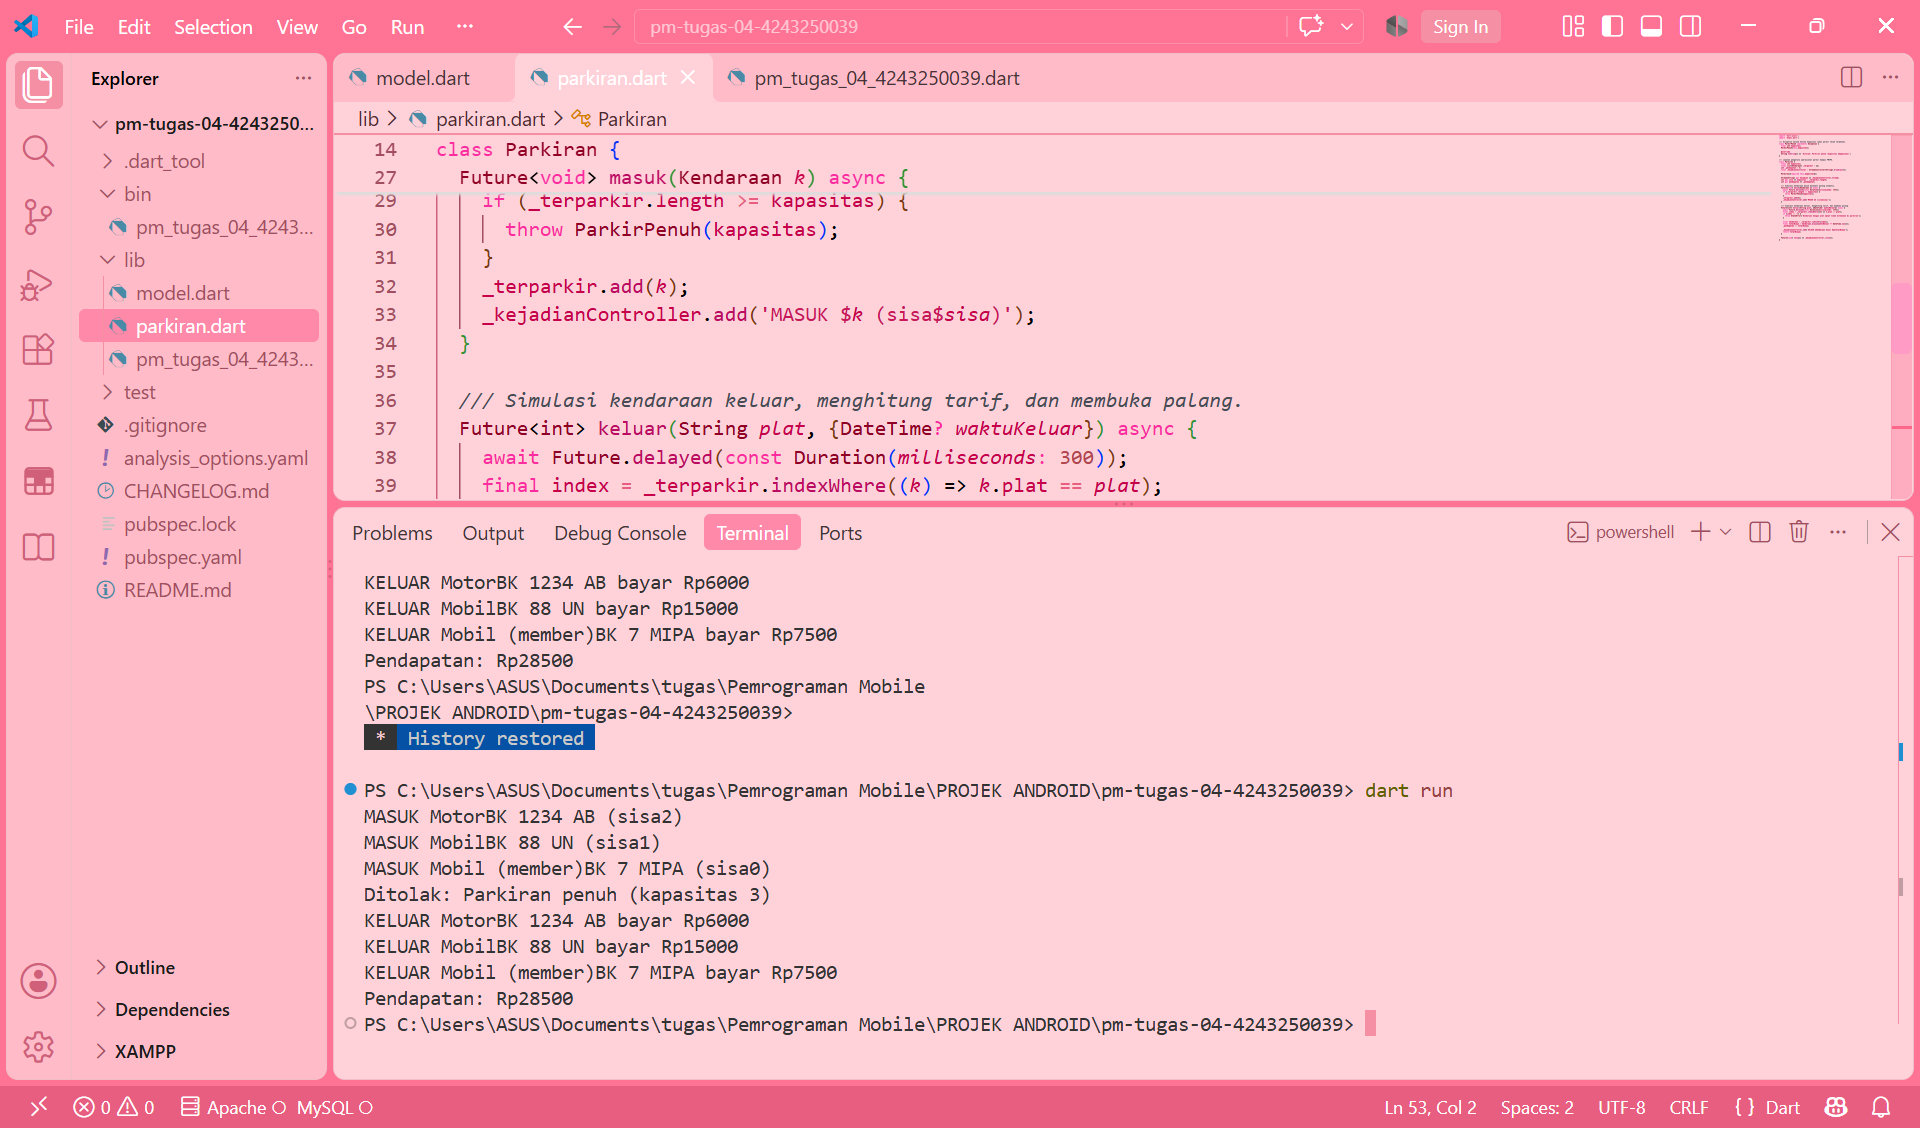 File Edit Selection View Go Run ··· pm-tugas-04-4243250039 Sign In
Explorer ···
pm-tugas-04-4243250...
.dart_tool
bin
pm_tugas_04_4243...
lib
model.dart
parkiran.dart
pm_tugas_04_4243...
test
.gitignore
! analysis_options.yaml
CHANGELOG.md
pubspec.lock
! pubspec.yaml
README.md
Outline
Dependencies
XAMPP
model.dart parkiran.dart pm_tugas_04_4243250039.dart
lib > parkiran.dart > Parkiran
14 class Parkiran {
27 Future<void> masuk(Kendaraan k) async {
29 if (_terparkir.length >= kapasitas) {
30 throw ParkirPenuh(kapasitas);
31 }
32 _terparkir.add(k);
33 _kejadianController.add('MASUK $k (sisa$sisa)');
34 }
35
36 /// Simulasi kendaraan keluar, menghitung tarif, dan membuka palang.
37 Future<int> keluar(String plat, {DateTime? waktuKeluar}) async {
38 await Future.delayed(const Duration(milliseconds: 300));
39 final index = _terparkir.indexWhere((k) => k.plat == plat);
Problems Output Debug Console Terminal Ports powershell
KELUAR MotorBK 1234 AB bayar Rp6000
KELUAR MobilBK 88 UN bayar Rp15000
KELUAR Mobil (member)BK 7 MIPA bayar Rp7500
Pendapatan: Rp28500
PS C:\Users\ASUS\Documents\tugas\Pemrograman Mobile
\PROJEK ANDROID\pm-tugas-04-4243250039>
* History restored
PS C:\Users\ASUS\Documents\tugas\Pemrograman Mobile\PROJEK ANDROID\pm-tugas-04-4243250039> dart run
MASUK MotorBK 1234 AB (sisa2)
MASUK MobilBK 88 UN (sisa1)
MASUK Mobil (member)BK 7 MIPA (sisa0)
Ditolak: Parkiran penuh (kapasitas 3)
KELUAR MotorBK 1234 AB bayar Rp6000
KELUAR MobilBK 88 UN bayar Rp15000
KELUAR Mobil (member)BK 7 MIPA bayar Rp7500
Pendapatan: Rp28500
PS C:\Users\ASUS\Documents\tugas\Pemrograman Mobile\PROJEK ANDROID\pm-tugas-04-4243250039>
0 0 Apache MySQL Ln 53, Col 2 Spaces: 2 UTF-8 CRLF { } Dart